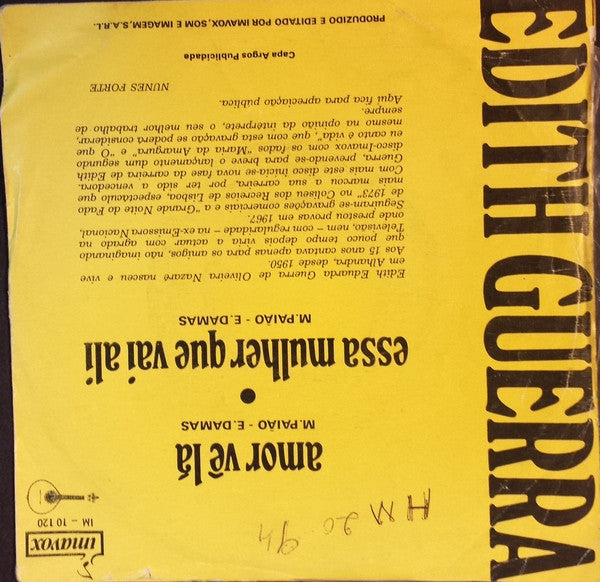 imavox
IM - 10 120
EDITH GUERRA
HM 20 94
amor vê lá
M.PAIÃO - E.DAMAS
essa mulher que vai ali
M.PAIÃO - E.DAMAS
Edith Eduarda Guerra de Oliveira Nazaré nasceu e vive
em Alhandra, desde 1950.
Aos 15 anos cantava apenas para os amigos, não imaginando
que pouco tempo depois viria a actuar com agrado na
Televisão, nem – com regularidade – na ex-Emissora Nacional,
onde prestou provas em 1967.
Seguiram-se gravações comerciais e a "Grande Noite do Fado
de 1973" no Coliseu dos Recreios de Lisboa, espectáculo que
mais marcou a sua carreira, por ter sido a vencedora.
Com mais este disco inicia-se nova fase da carreira de Edith
Guerra, prevendo-se para breve o lançamento dum segundo
disco-Imavox com os fados "Maria da Amargura" e "O que
eu canto é vida", que com esta gravação se poderá considerar,
mesmo na opinião da intérprete, o seu melhor trabalho de
sempre.
Aqui fica para apreciação pública.
NUNES FORTE
Capa Argos Publicidade
PRODUZIDO E EDITADO POR IMAVOX, SOM E IMAGEM, S.A.R.L.